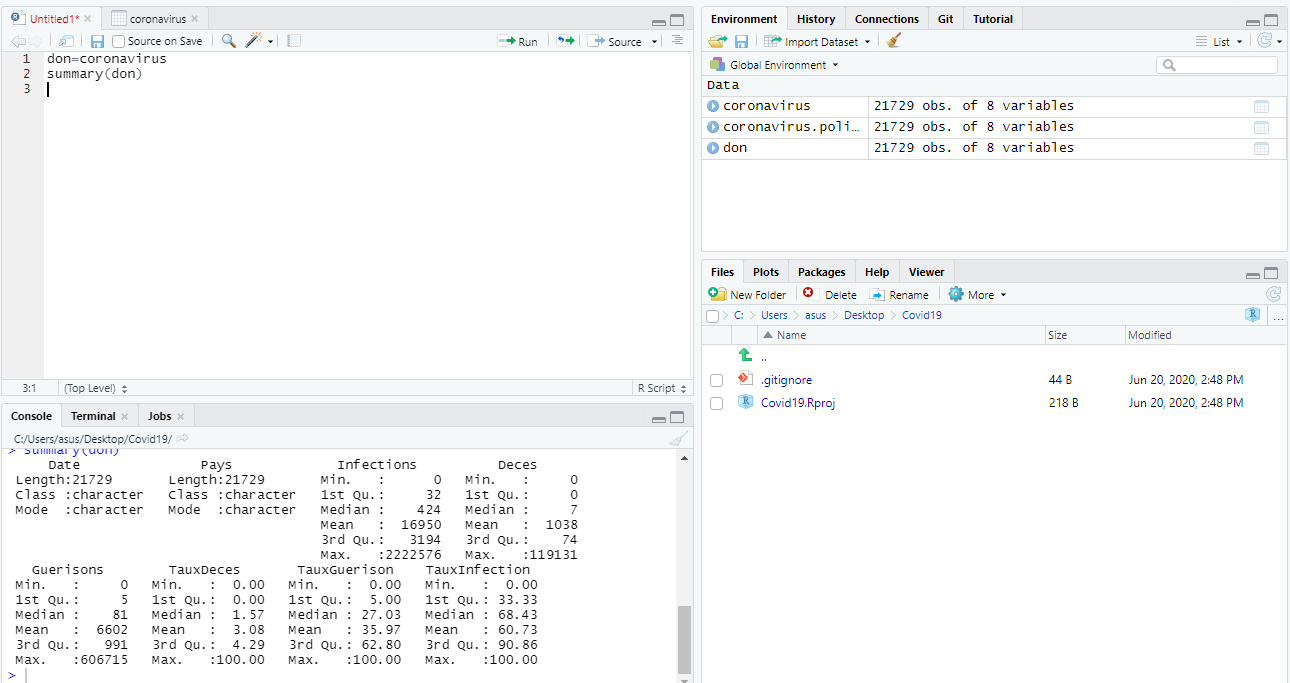 Untitled1* coronavirus
Source on Save Run Source
1 don=coronavirus
2 summary(don)
3
3:1 (Top Level) R Script
Console Terminal Jobs
C:/Users/asus/Desktop/Covid19/
> summary(don)
Date Pays Infections Deces
Length:21729 Length:21729 Min. : 0 Min. : 0
Class :character Class :character 1st Qu.: 32 1st Qu.: 0
Mode :character Mode :character Median : 424 Median : 7
Mean : 16950 Mean : 1038
3rd Qu.: 3194 3rd Qu.: 74
Max. :2222576 Max. :119131
Guerisons TauxDeces TauxGuerison TauxInfection
Min. : 0 Min. : 0.00 Min. : 0.00 Min. : 0.00
1st Qu.: 5 1st Qu.: 0.00 1st Qu.: 5.00 1st Qu.: 33.33
Median : 81 Median : 1.57 Median : 27.03 Median : 68.43
Mean : 6602 Mean : 3.08 Mean : 35.97 Mean : 60.73
3rd Qu.: 991 3rd Qu.: 4.29 3rd Qu.: 62.80 3rd Qu.: 90.86
Max. :606715 Max. :100.00 Max. :100.00 Max. :100.00
>
Environment History Connections Git Tutorial
Import Dataset List
Global Environment
Data
coronavirus 21729 obs. of 8 variables
coronavirus.poli… 21729 obs. of 8 variables
don 21729 obs. of 8 variables
Files Plots Packages Help Viewer
New Folder Delete Rename More
C: Users asus Desktop Covid19 R ...
Name Size Modified
..
.gitignore 44 B Jun 20, 2020, 2:48 PM
Covid19.Rproj 218 B Jun 20, 2020, 2:48 PM